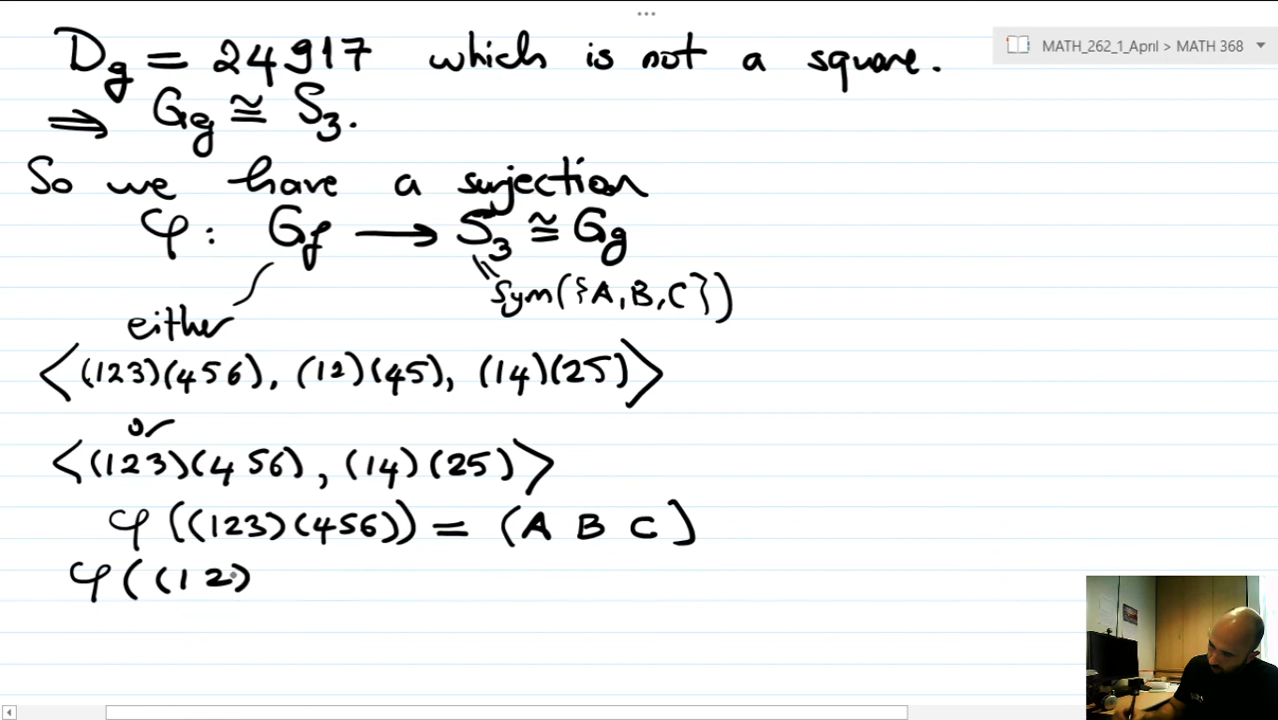 MATH_262_1_April > MATH 368
D_g = 24917 which is not a square.
⟹ G_g ≅ S_3.
So we have a surjection
φ : G_f ⟶ S_3 ≅ G_g
Sym({A, B, C})
either
⟨(123)(456), (12)(45), (14)(25)⟩
or
⟨(123)(456), (14)(25)⟩
φ((123)(456)) = (A B C)
φ((12)